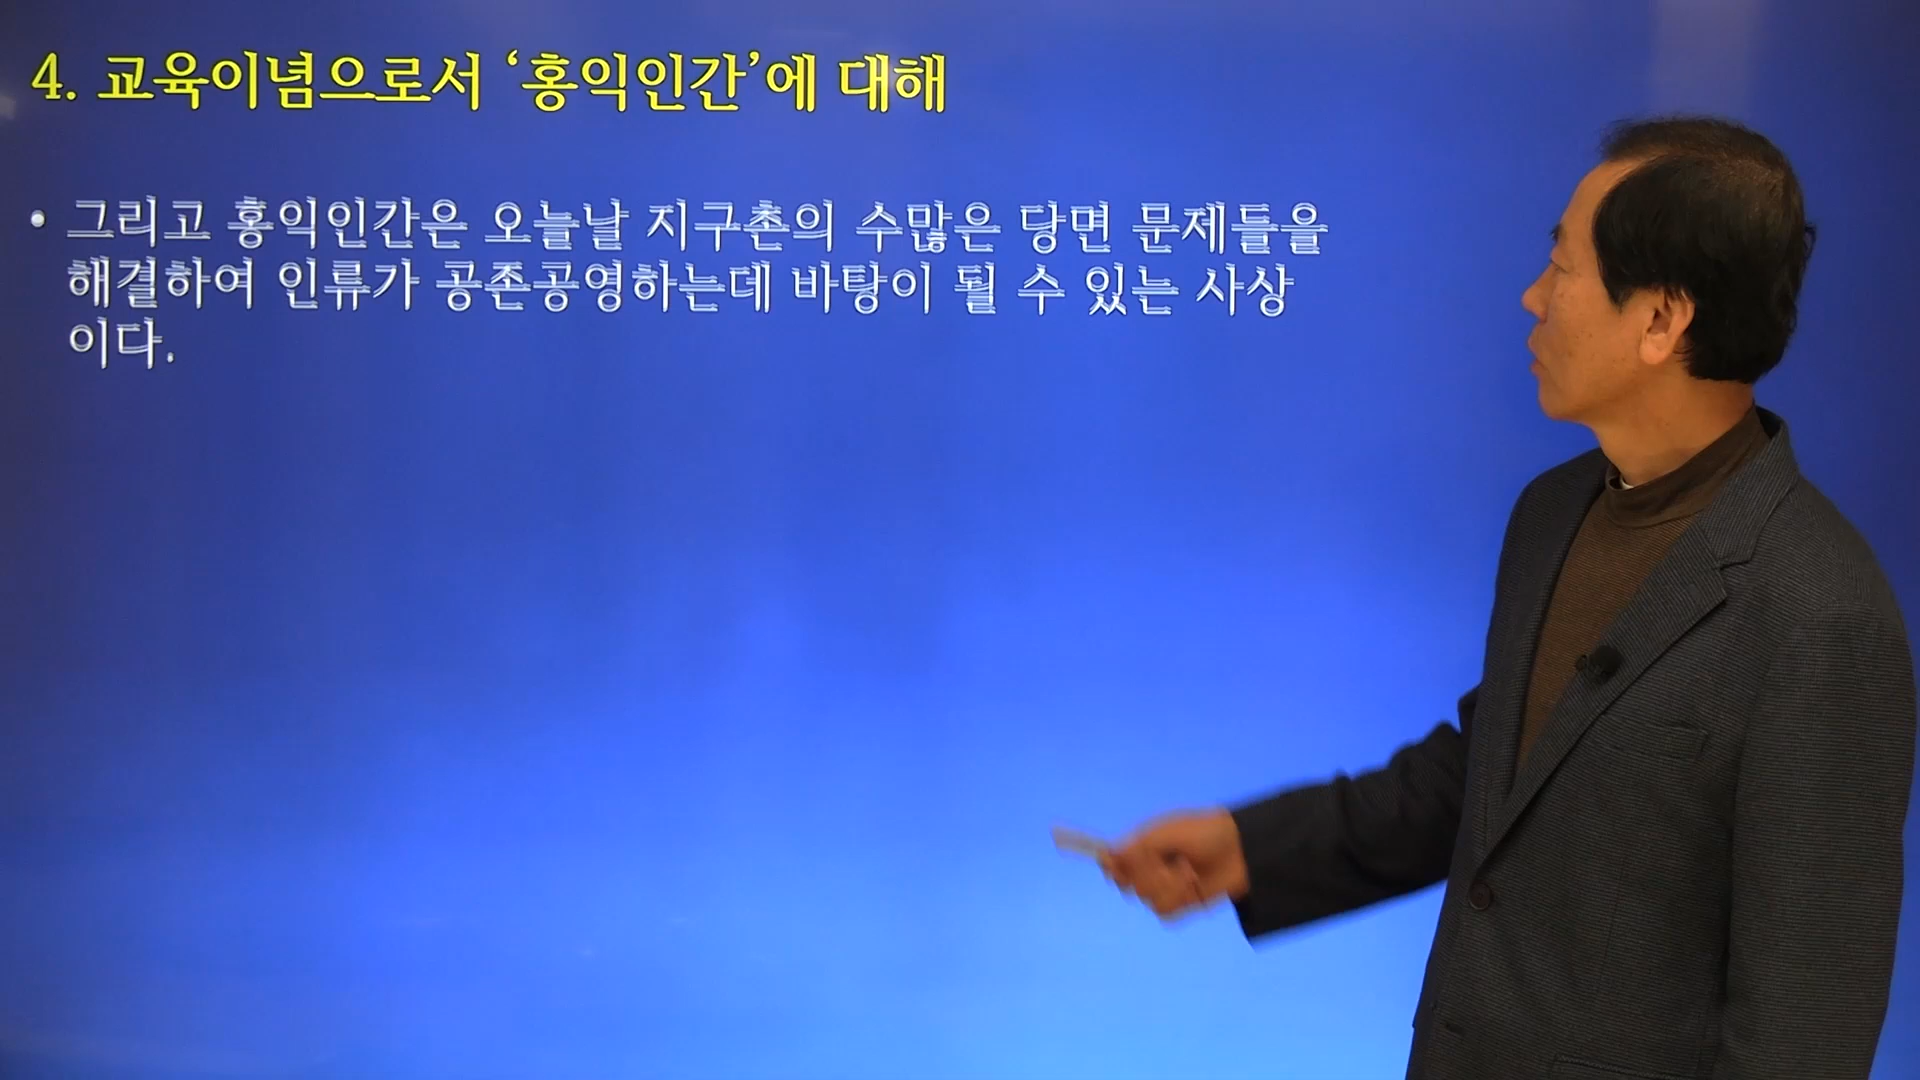 4. 교육이념으로서 ‘홍익인간’에 대해
• 그리고 홍익인간은 오늘날 지구촌의 수많은 당면 문제들을
해결하여 인류가 공존공영하는데 바탕이 될 수 있는 사상
이다.